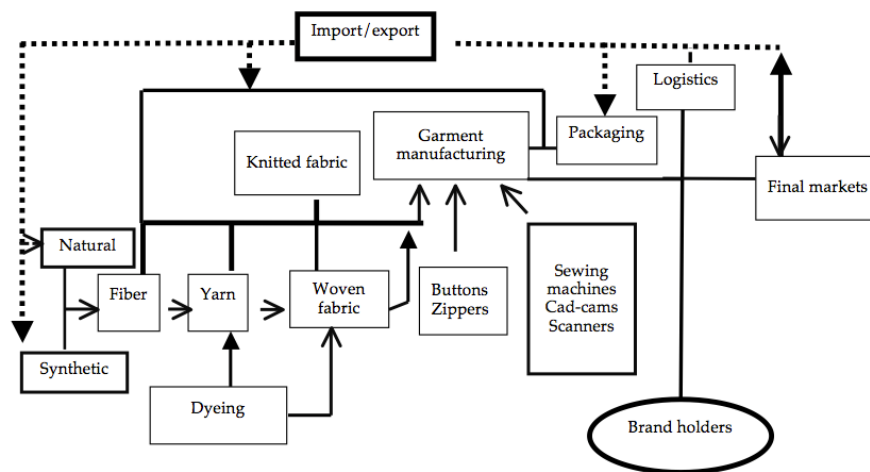 Import/export
Logistics
Packaging
Garment
manufacturing
Knitted fabric
Final markets
Natural
Fiber
Yarn
Woven
fabric
Buttons
Zippers
Sewing
machines
Cad-cams
Scanners
Synthetic
Dyeing
Brand holders